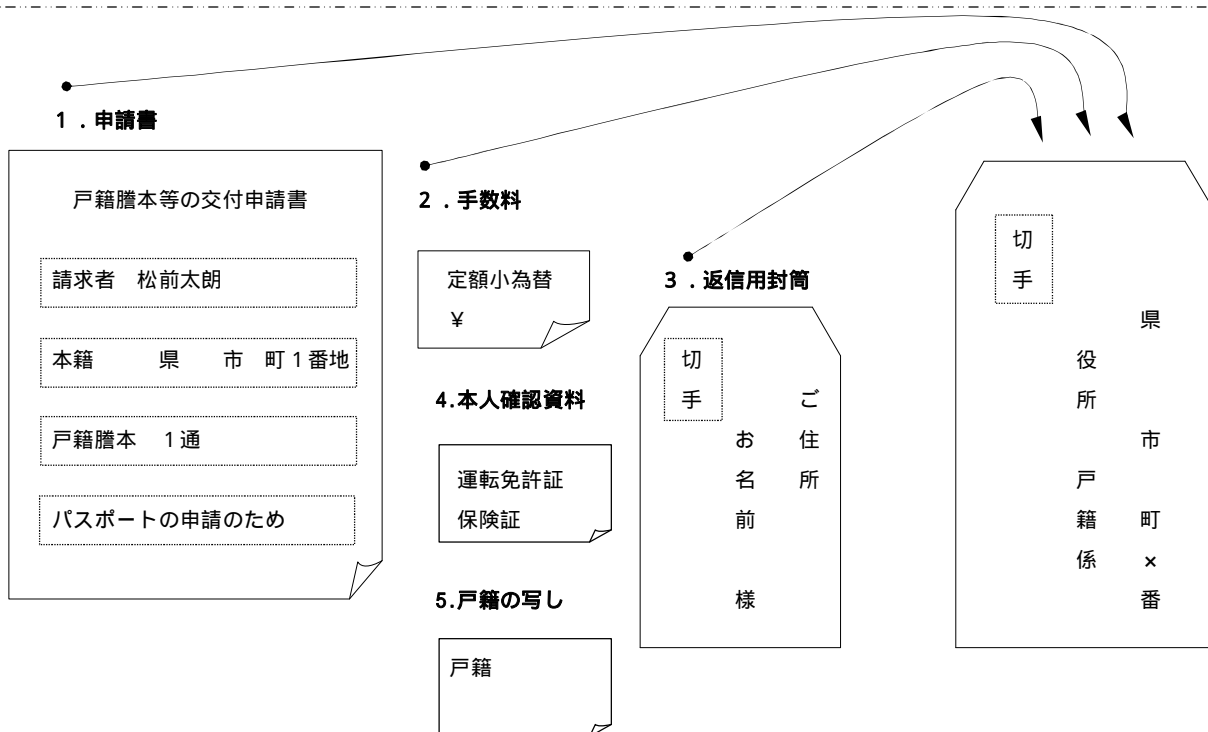 １．申請書
戸籍謄本等の交付申請書
請求者　松前太朗
本籍　　　県　　市　町１番地
戸籍謄本　１通
パスポートの申請のため
２．手数料
定額小為替
￥
4.本人確認資料
運転免許証
保険証
5.戸籍の写し
戸籍
３．返信用封筒
切手
ご住所
お名前　様
切手
県　　市　町×番
役所　戸籍係